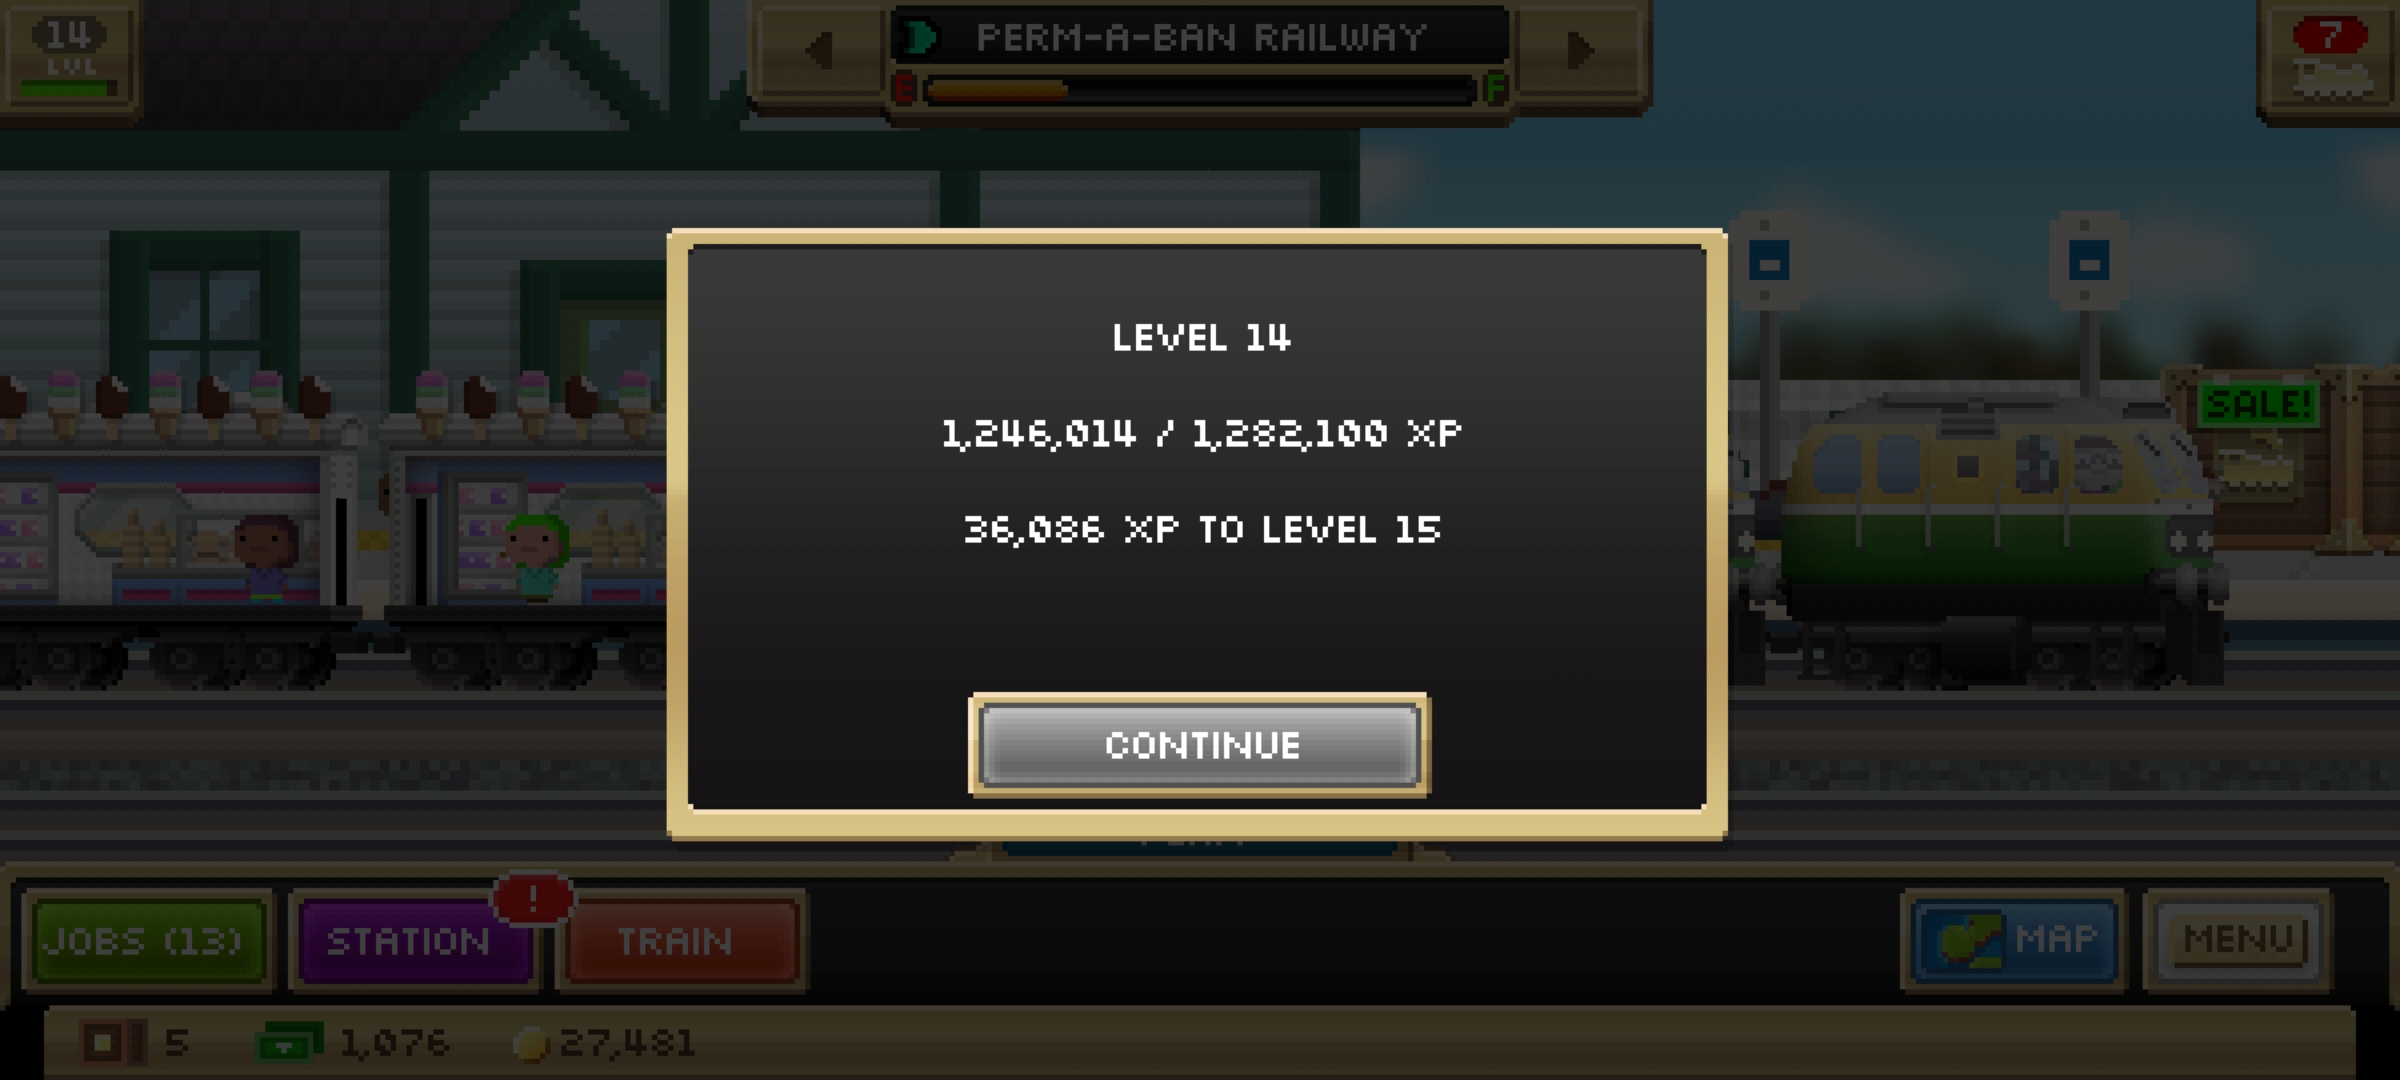 14
LVL
PERM-A-BAN RAILWAY
E
F
7
SALE!
LEVEL 14
1,246,014 / 1,282,100 XP
36,086 XP TO LEVEL 15
CONTINUE
JOBS (13)
STATION
!
TRAIN
MAP
MENU
5
1,076
27,481